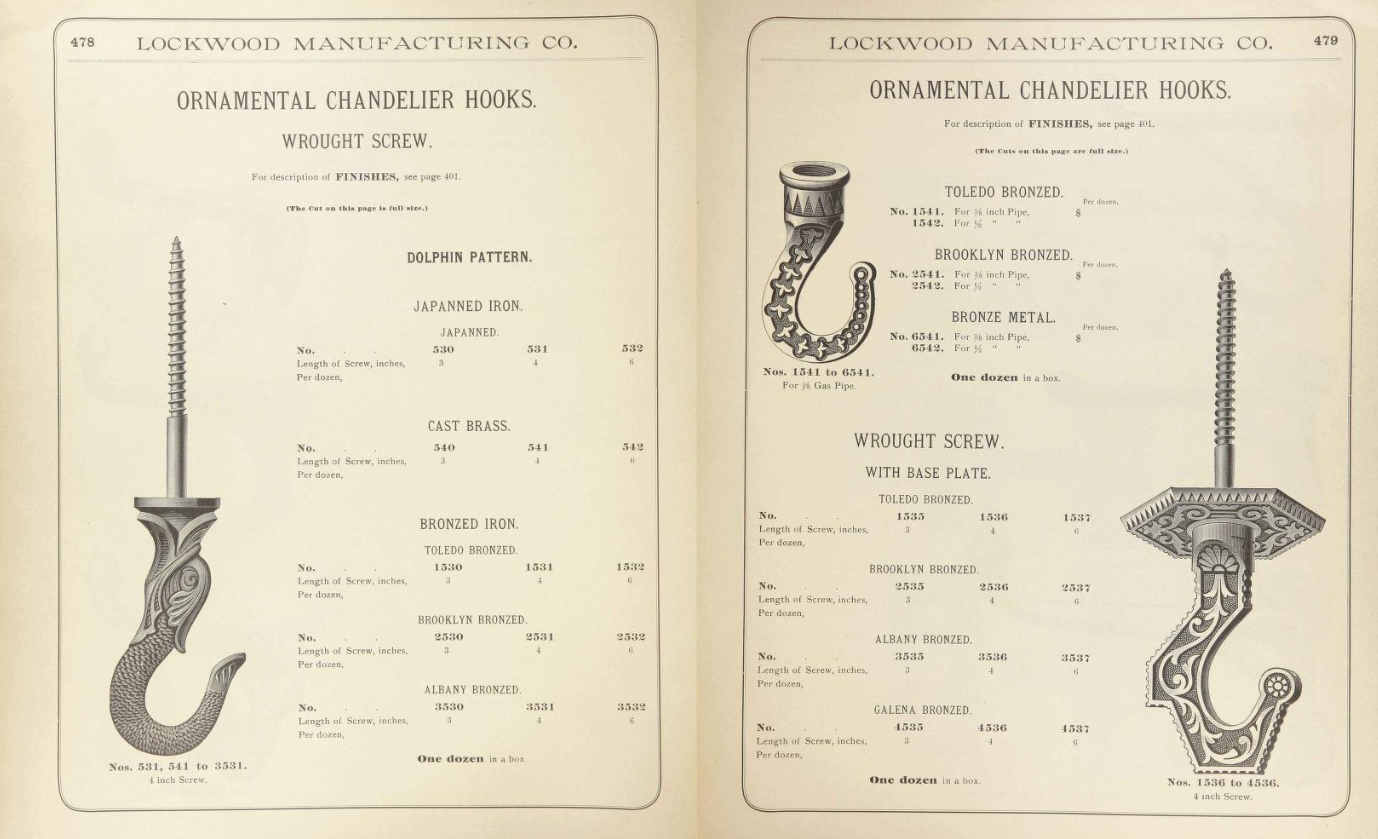 478 LOCKWOOD MANUFACTURING CO.
ORNAMENTAL CHANDELIER HOOKS.
WROUGHT SCREW.
For description of FINISHES, see page 401.
(The Cut on this page is full size.)
DOLPHIN PATTERN.
JAPANNED IRON.
JAPANNED.
No. . . 530 531 532
Length of Screw, inches, 3 4 6
Per dozen,
CAST BRASS.
No. . . 540 541 542
Length of Screw, inches, 3 4 6
Per dozen,
BRONZED IRON.
TOLEDO BRONZED.
No. . . 1530 1531 1532
Length of Screw, inches, 3 4 6
Per dozen,
BROOKLYN BRONZED.
No. . . 2530 2531 2532
Length of Screw, inches, 3 4 6
Per dozen,
ALBANY BRONZED.
No. . . 3530 3531 3532
Length of Screw, inches, 3 4 6
Per dozen,
One dozen in a box.
Nos. 531, 541 to 3531.
4 inch Screw.
LOCKWOOD MANUFACTURING CO. 479
ORNAMENTAL CHANDELIER HOOKS.
For description of FINISHES, see page 401.
(The Cuts on this page are full size.)
TOLEDO BRONZED.
Per dozen.
No. 1541. For ⅜ inch Pipe, $
1542. For ½ " "
BROOKLYN BRONZED.
Per dozen.
No. 2541. For ⅜ inch Pipe, $
2542. For ½ " "
BRONZE METAL.
Per dozen.
No. 6541. For ⅜ inch Pipe, $
6542. For ½ " "
Nos. 1541 to 6541.
For ⅜ Gas Pipe.
One dozen in a box.
WROUGHT SCREW.
WITH BASE PLATE.
TOLEDO BRONZED.
No. . . 1535 1536 1537
Length of Screw, inches, 3 4 6
Per dozen,
BROOKLYN BRONZED.
No. . . 2535 2536 2537
Length of Screw, inches, 3 4 6
Per dozen,
ALBANY BRONZED.
No. . . 3535 3536 3537
Length of Screw, inches, 3 4 6
Per dozen,
GALENA BRONZED.
No. . . 4535 4536 4537
Length of Screw, inches, 3 4 6
Per dozen,
One dozen in a box.
Nos. 1536 to 4536.
4 inch Screw.